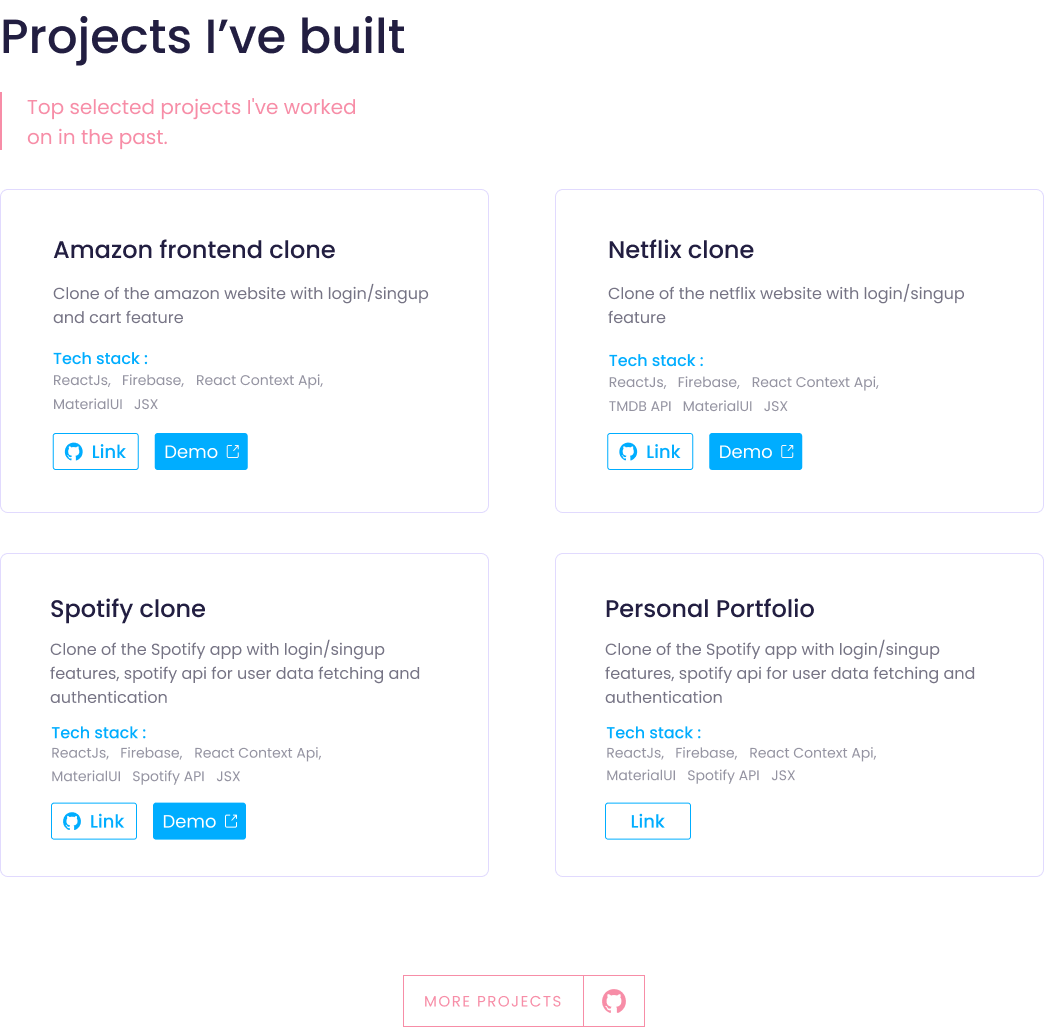 Projects I’ve built
Top selected projects I've worked
on in the past.
Amazon frontend clone
Clone of the amazon website with login/singup
and cart feature
Tech stack :
ReactJs, Firebase, React Context Api,
MaterialUI JSX
Link Demo
Netflix clone
Clone of the netflix website with login/singup
feature
Tech stack :
ReactJs, Firebase, React Context Api,
TMDB API MaterialUI JSX
Link Demo
Spotify clone
Clone of the Spotify app with login/singup
features, spotify api for user data fetching and
authentication
Tech stack :
ReactJs, Firebase, React Context Api,
MaterialUI Spotify API JSX
Link Demo
Personal Portfolio
Clone of the Spotify app with login/singup
features, spotify api for user data fetching and
authentication
Tech stack :
ReactJs, Firebase, React Context Api,
MaterialUI Spotify API JSX
Link
MORE PROJECTS